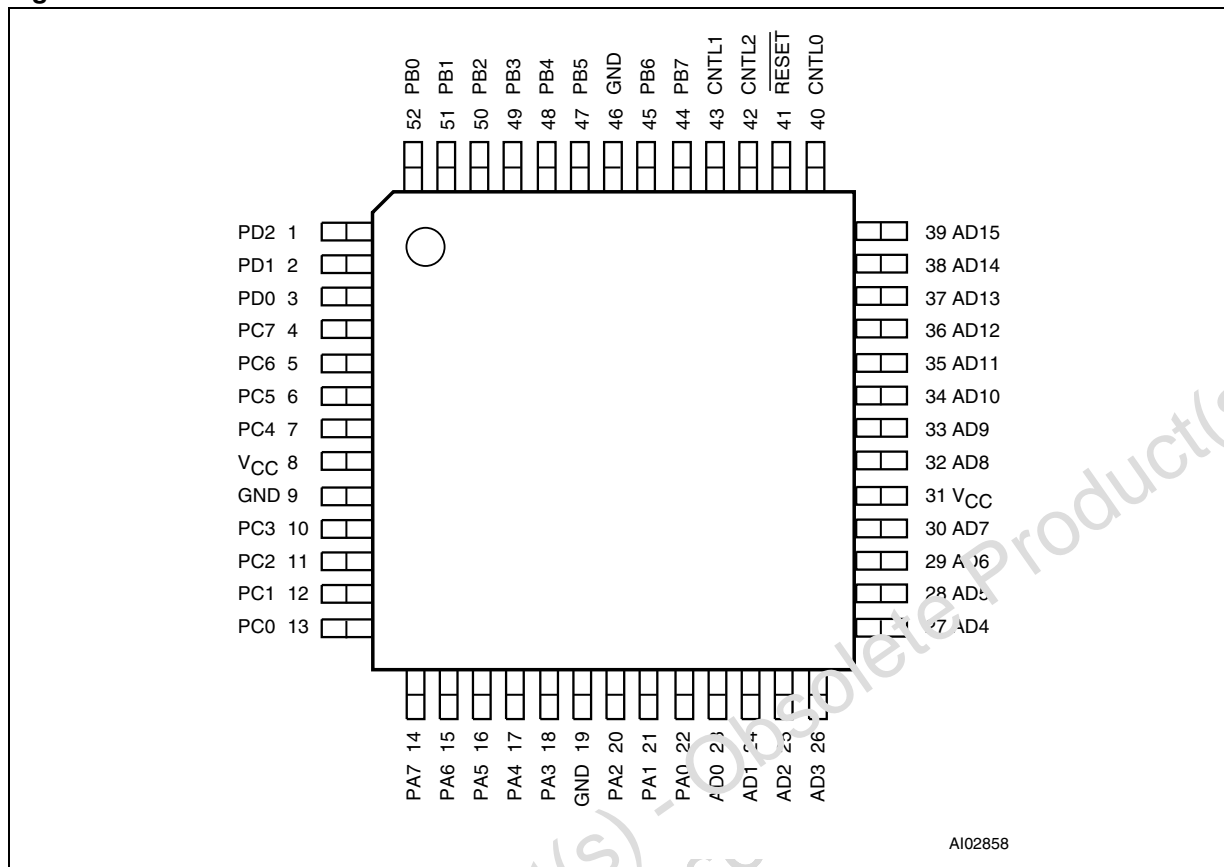 52 PB0
51 PB1
50 PB2
49 PB3
48 PB4
47 PB5
46 GND
45 PB6
44 PB7
43 CNTL1
42 CNTL2
41 RESET
40 CNTL0
PD2 1
PD1 2
PD0 3
PC7 4
PC6 5
PC5 6
PC4 7
VCC 8
GND 9
PC3 10
PC2 11
PC1 12
PC0 13
39 AD15
38 AD14
37 AD13
36 AD12
35 AD11
34 AD10
33 AD9
32 AD8
31 VCC
30 AD7
29 AD6
28 AD5
27 AD4
PA7 14
PA6 15
PA5 16
PA4 17
PA3 18
GND 19
PA2 20
PA1 21
PA0 22
AD0 23
AD1 24
AD2 25
AD3 26
AI02858
(s) - Obsolete Product(s